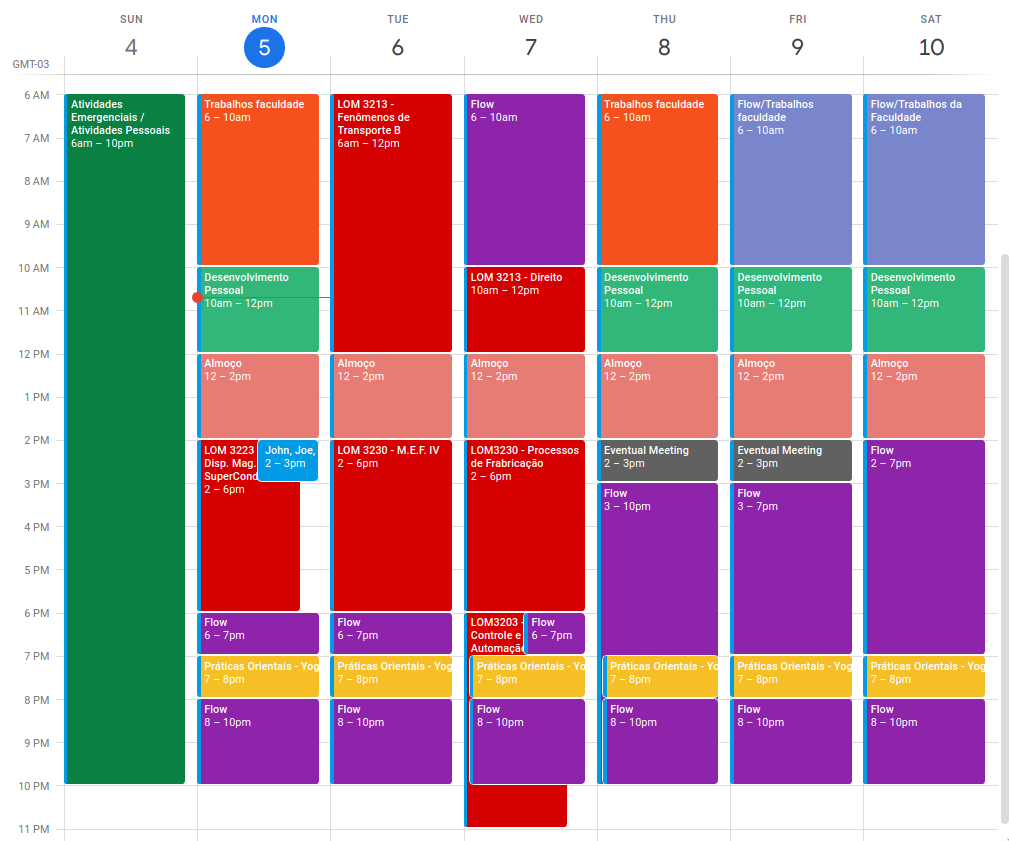 SUN
MON
TUE
WED
THU
FRI
SAT
4
5
6
7
8
9
10
GMT-03
6 AM
7 AM
8 AM
9 AM
10 AM
11 AM
12 PM
1 PM
2 PM
3 PM
4 PM
5 PM
6 PM
7 PM
8 PM
9 PM
10 PM
11 PM
Atividades
Emergenciais /
Atividades Pessoais
6am – 10pm
Trabalhos faculdade
6 – 10am
Desenvolvimento
Pessoal
10am – 12pm
Almoço
12 – 2pm
LOM 3223
Disp. Mag.
SuperCond
2 – 6pm
John, Joe,
2 – 3pm
Flow
6 – 7pm
Práticas Orientais - Yog
7 – 8pm
Flow
8 – 10pm
LOM 3213 -
Fenômenos de
Transporte B
6am – 12pm
Almoço
12 – 2pm
LOM 3230 - M.E.F. IV
2 – 6pm
Flow
6 – 7pm
Práticas Orientais - Yog
7 – 8pm
Flow
8 – 10pm
Flow
6 – 10am
LOM 3213 - Direito
10am – 12pm
Almoço
12 – 2pm
LOM3230 - Processos
de Fabricação
2 – 6pm
LOM3203 -
Controle e
Automação
Flow
6 – 7pm
Práticas Orientais - Yo
7 – 8pm
Flow
8 – 10pm
Trabalhos faculdade
6 – 10am
Desenvolvimento
Pessoal
10am – 12pm
Almoço
12 – 2pm
Eventual Meeting
2 – 3pm
Flow
3 – 10pm
Práticas Orientais - Yo
7 – 8pm
Flow
8 – 10pm
Flow/Trabalhos
faculdade
6 – 10am
Desenvolvimento
Pessoal
10am – 12pm
Almoço
12 – 2pm
Eventual Meeting
2 – 3pm
Flow
3 – 7pm
Práticas Orientais - Yog
7 – 8pm
Flow
8 – 10pm
Flow/Trabalhos da
Faculdade
6 – 10am
Desenvolvimento
Pessoal
10am – 12pm
Almoço
12 – 2pm
Flow
2 – 7pm
Práticas Orientais - Yog
7 – 8pm
Flow
8 – 10pm